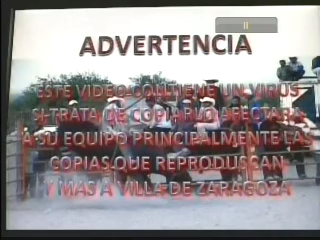 ADVERTENCIA
ESTE VIDEO CONTIENE UN VIRUS
SI TRATA DE COPIARLO AFECTARA
A SU EQUIPO PRINCIPALMENTE LAS
COPIAS QUE REPRODUSCAN
Y MAS A VILLA DE ZARAGOZA